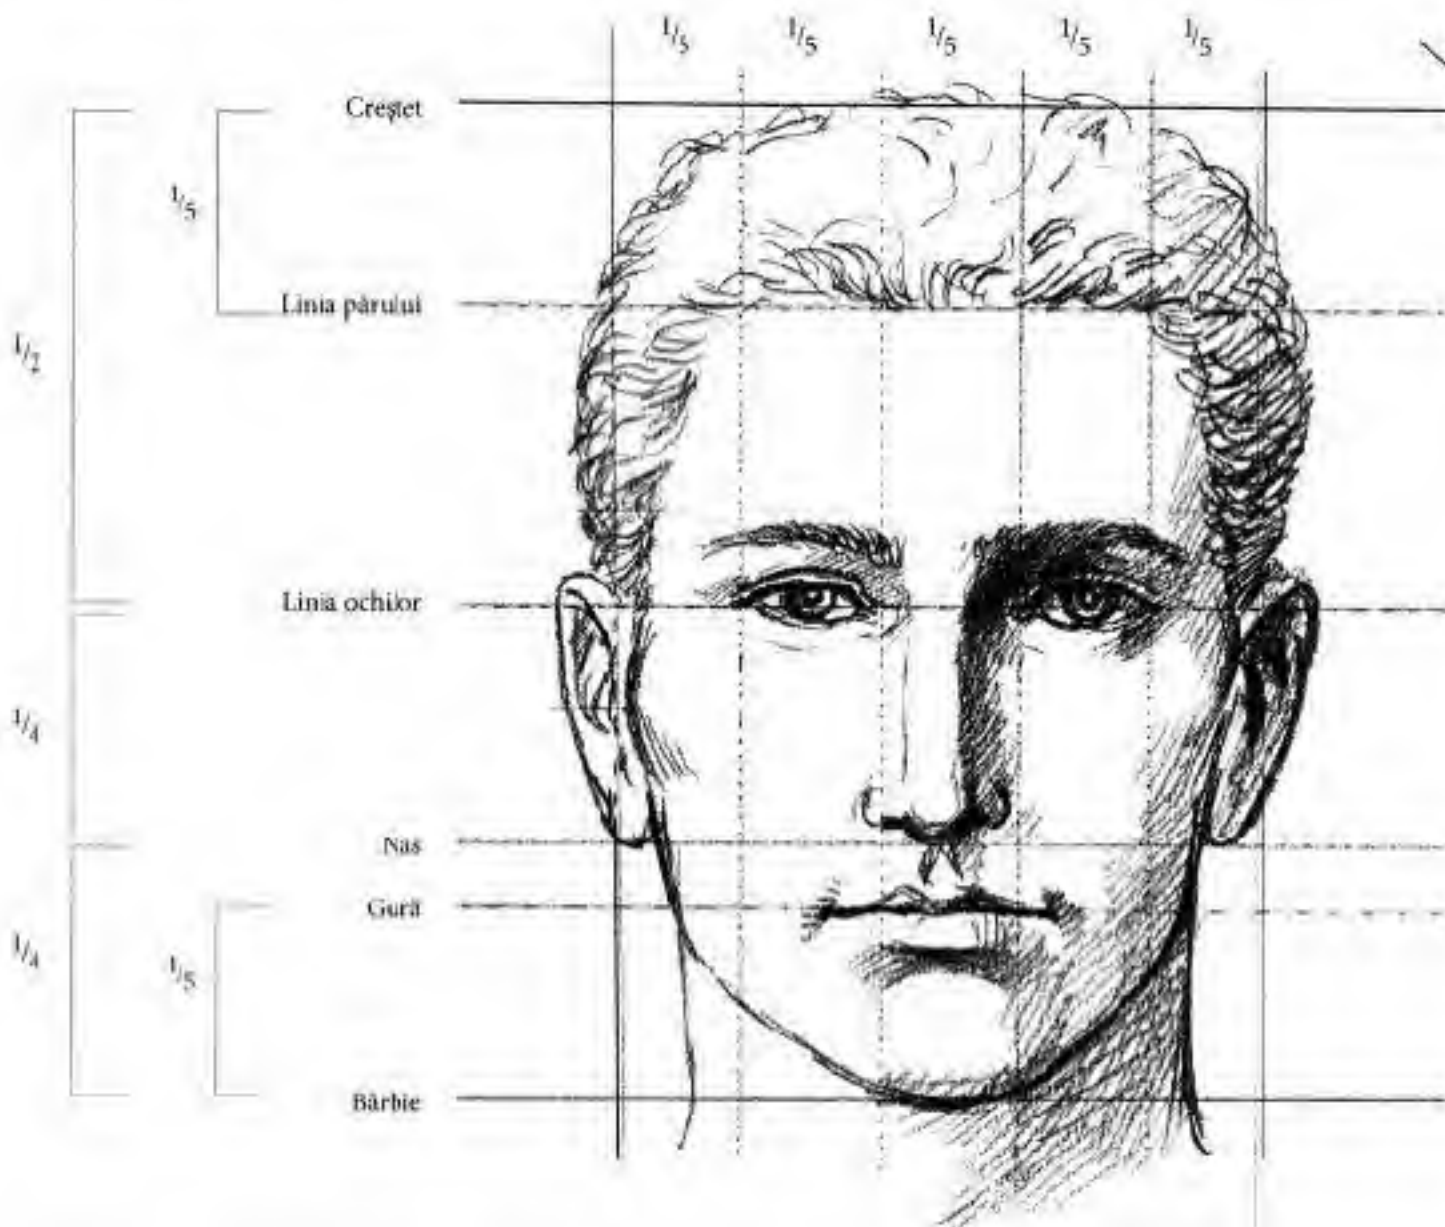 1/5 1/5 1/5 1/5 1/5
Creştet
1/5
Linia părului
1/2
Linia ochilor
1/4
Nas
Gură
1/4
1/5
Bărbie